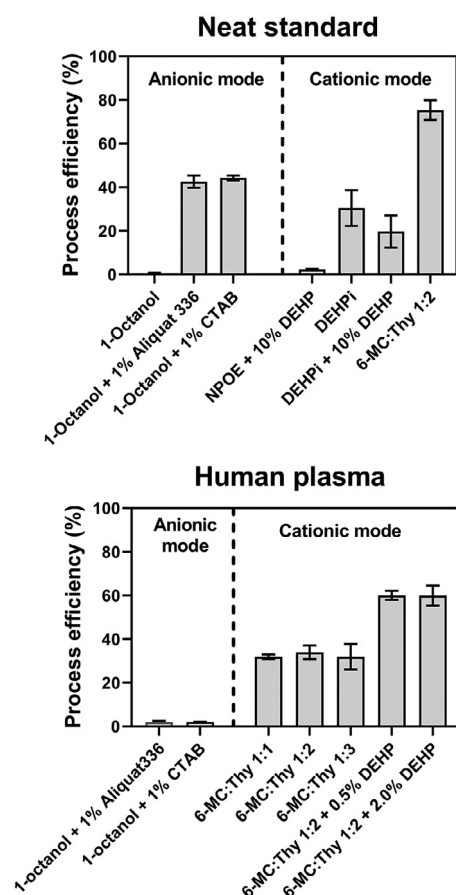 Neat standard
Process efficiency (%)
100
80
60
40
20
0
Anionic mode
Cationic mode
1-Octanol
1-Octanol + 1% Aliquat 336
1-Octanol + 1% CTAB
NPOE + 10% DEHP
DEHPi
DEHPi + 10% DEHP
6-MC:Thy 1:2
Human plasma
Process efficiency (%)
100
80
60
40
20
0
Anionic
mode
Cationic mode
1-octanol + 1% Aliquat336
1-octanol + 1% CTAB
6-MC:Thy 1:1
6-MC:Thy 1:2
6-MC:Thy 1:3
6-MC:Thy 1:2 + 0.5% DEHP
6-MC:Thy 1:2 + 2.0% DEHP